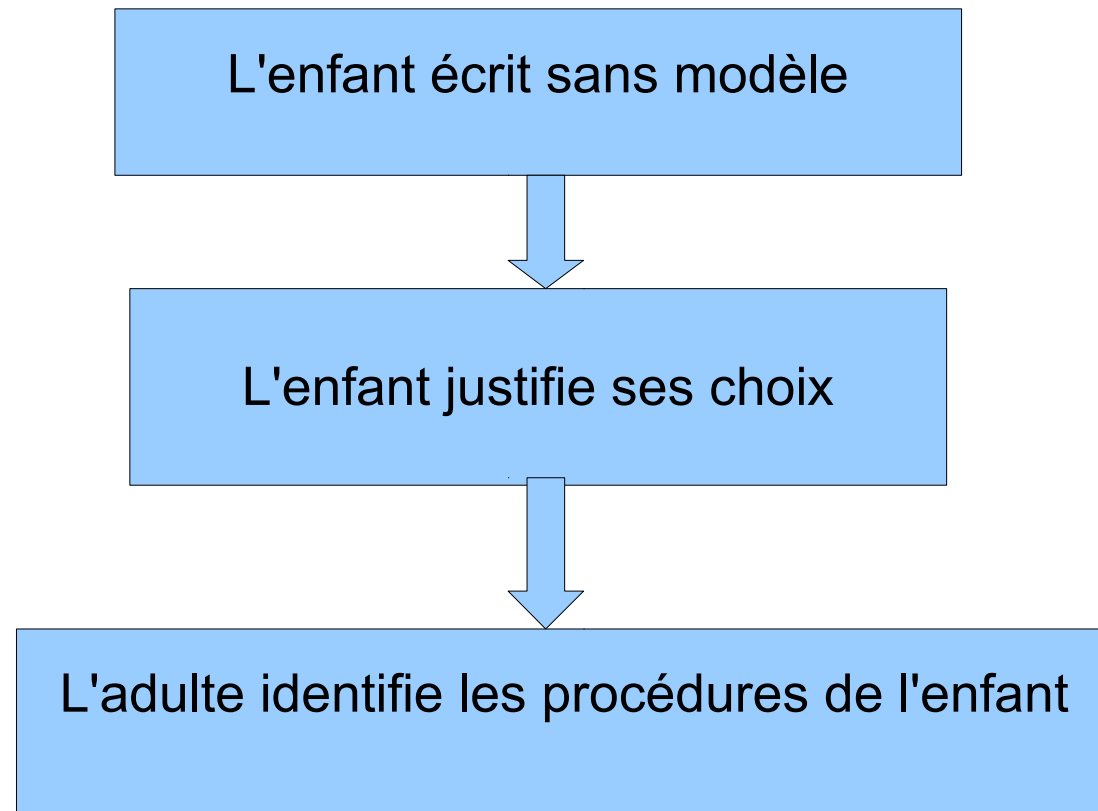 L'enfant écrit sans modèle
L'enfant justifie ses choix
L'adulte identifie les procédures de l'enfant